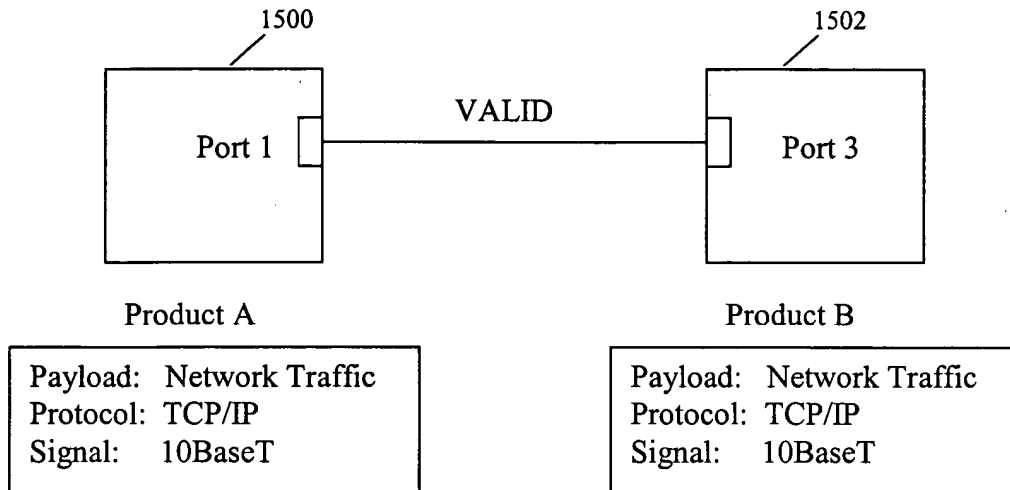 1500 1502
VALID
Port 1 Port 3
Product A Product B
Payload: Network Traffic Payload: Network Traffic
Protocol: TCP/IP Protocol: TCP/IP
Signal: 10BaseT Signal: 10BaseT